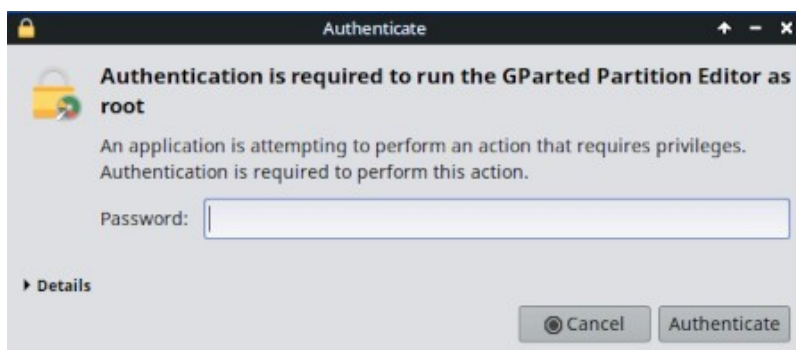 Authenticate
Authentication is required to run the GParted Partition Editor as
root
An application is attempting to perform an action that requires privileges.
Authentication is required to perform this action.
Password:
Details
Cancel Authenticate